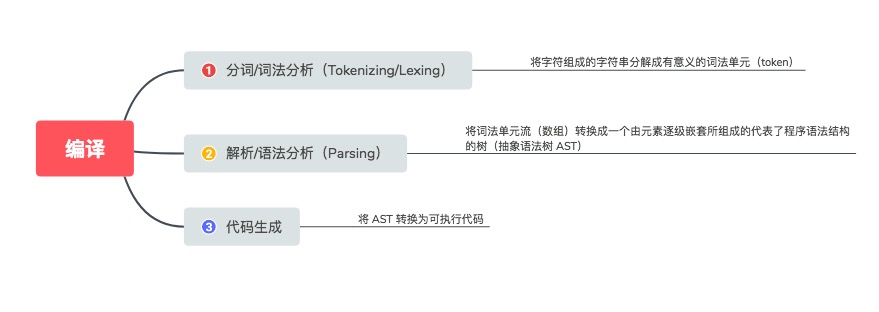 编译
1 分词/词法分析（Tokenizing/Lexing）
将字符组成的字符串分解成有意义的词法单元（token）
2 解析/语法分析（Parsing）
将词法单元流（数组）转换成一个由元素逐级嵌套所组成的代表了程序语法结构
的树（抽象语法树 AST）
3 代码生成
将 AST 转换为可执行代码